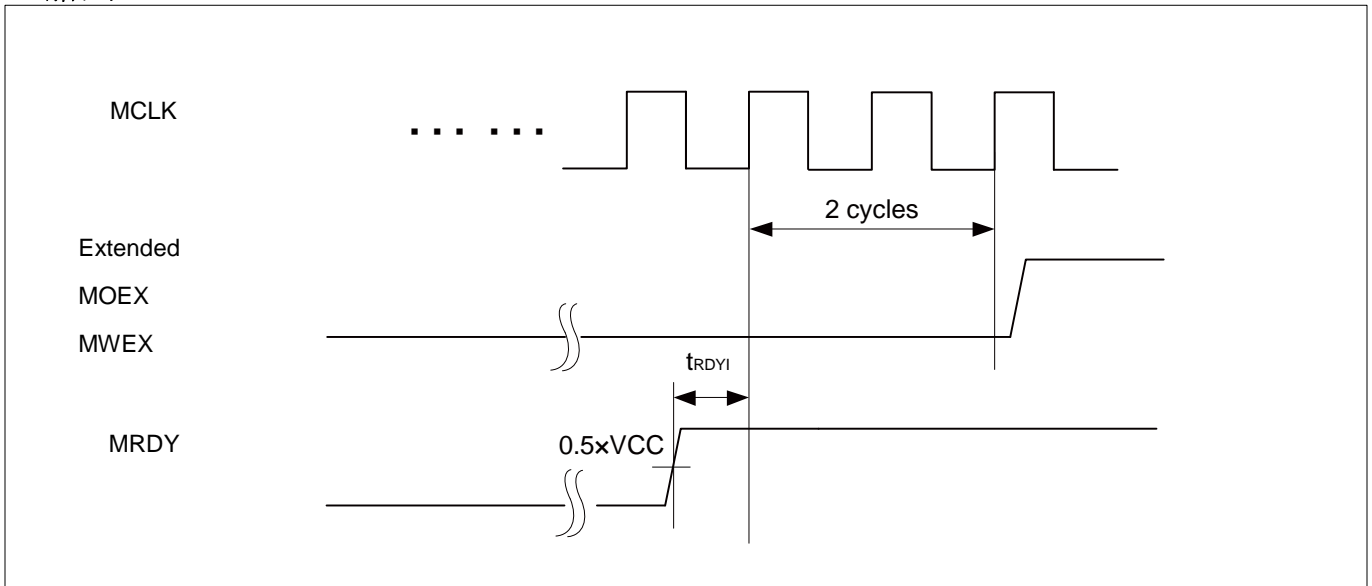 MCLK
... ...
2 cycles
Extended
MOEX
MWEX
tRDYI
MRDY
0.5×VCC